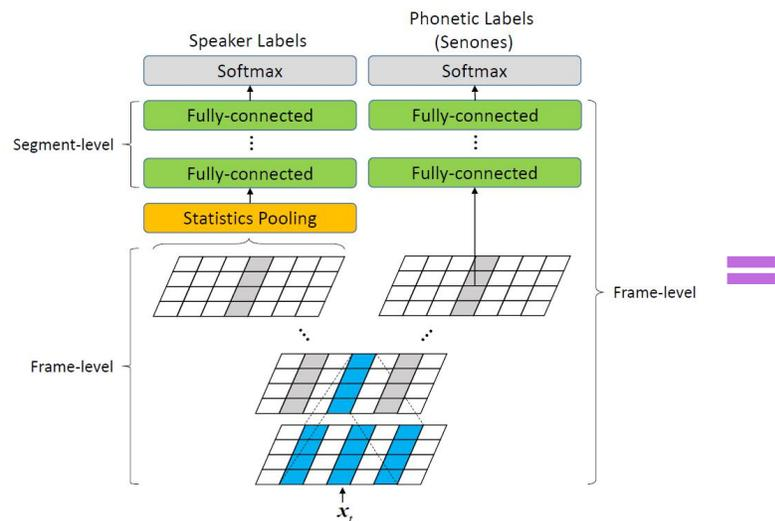 Speaker Labels
Phonetic Labels
(Senones)
Softmax
Softmax
Fully-connected
Fully-connected
Segment-level
Fully-connected
Fully-connected
Statistics Pooling
Frame-level
Frame-level
x_t